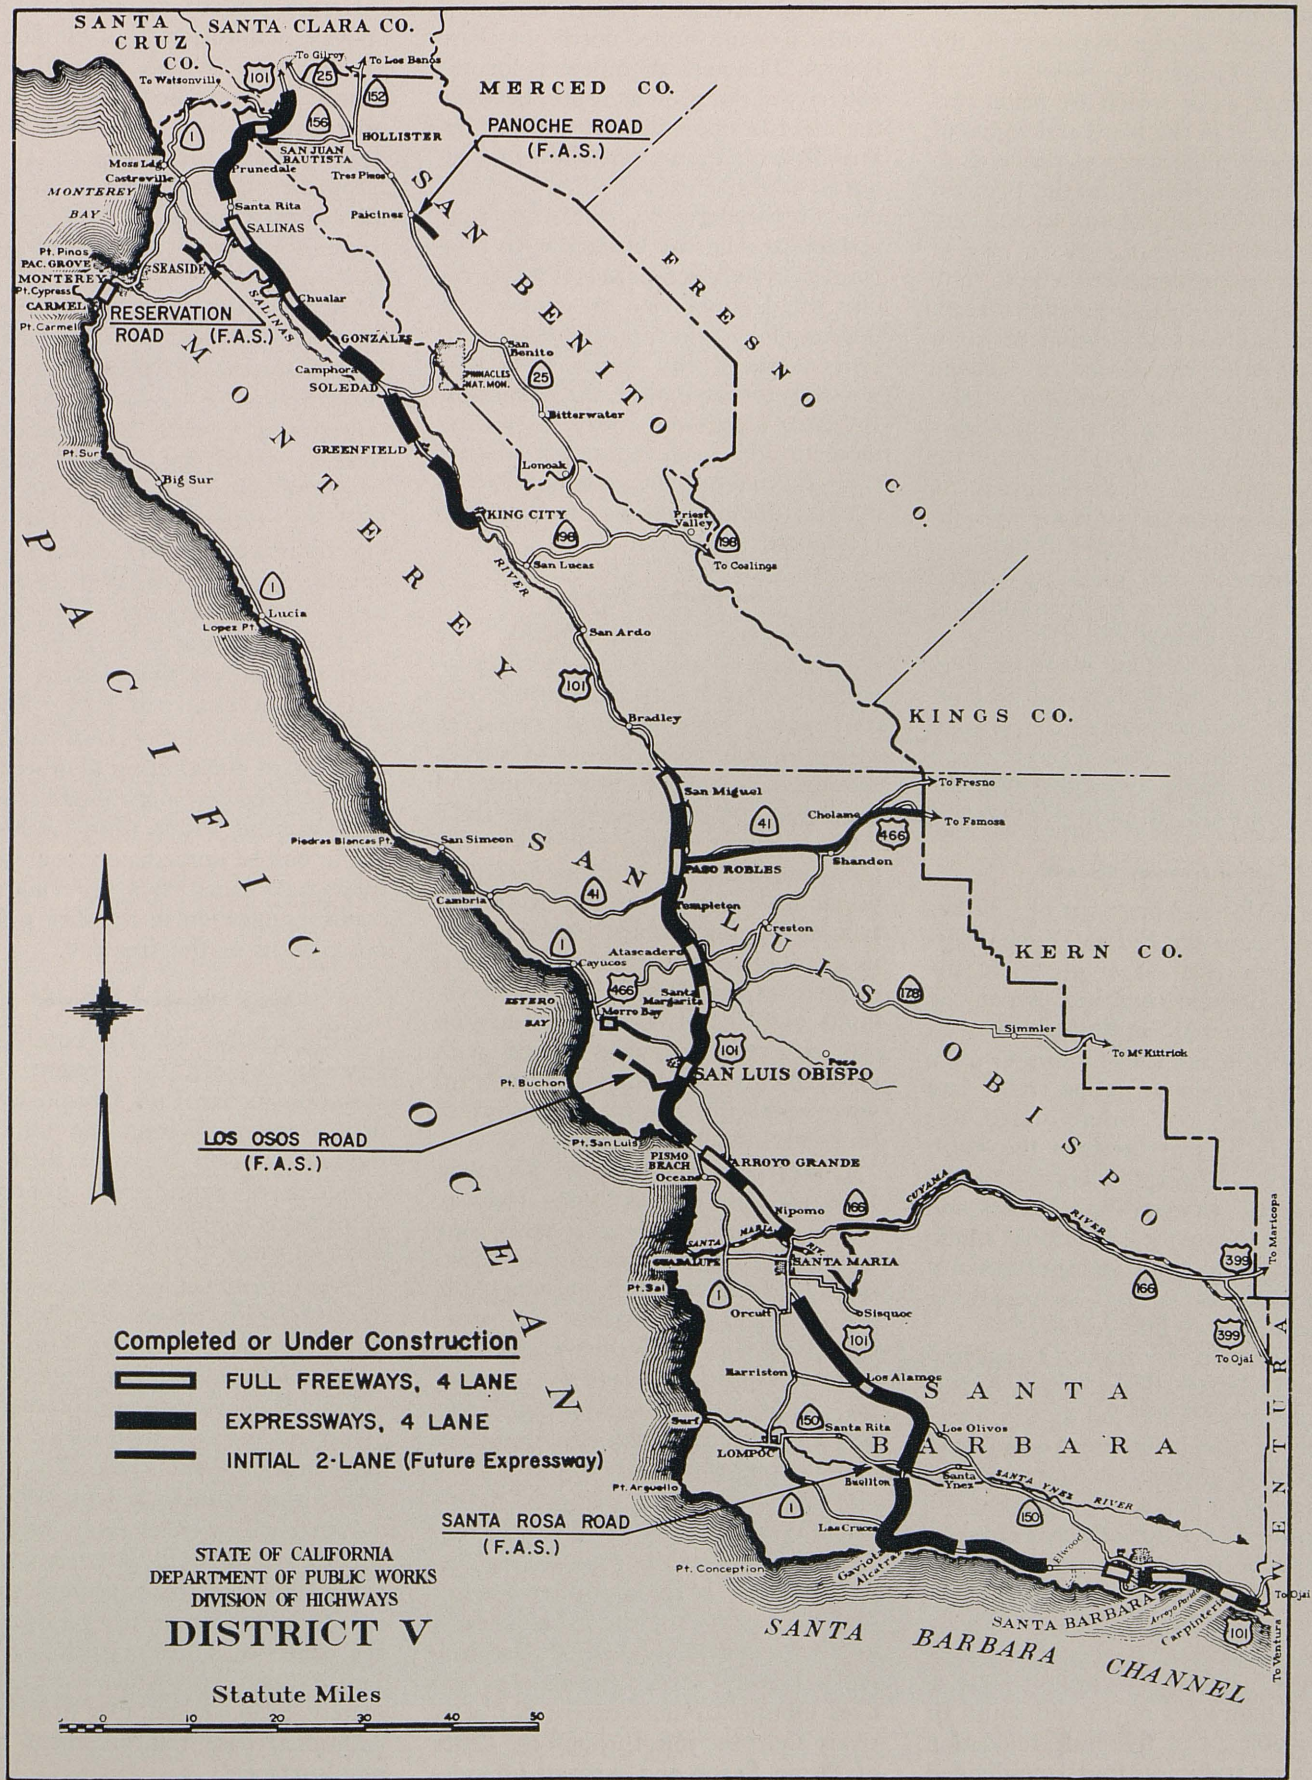 SANTA CRUZ CO.
SANTA CLARA CO.
To Gilroy
To Los Banos
To Watsonville
101
25
152
156
1
MERCED CO.
PANOCHE ROAD
(F.A.S.)
HOLLISTER
SAN JUAN
BAUTISTA
Prunedale
Tres Pinos
Moss Ldg.
Castroville
MONTEREY
BAY
Santa Rita
SALINAS
Paicines
SAN BENITO
FRESNO CO.
Pt. Pinos
PAC. GROVE
MONTEREY
Pt.Cypress
CARMEL
Pt. Carmel
SEASIDE
RESERVATION
ROAD (F.A.S.)
SALINAS
Chualar
GONZALES
Camphora
SOLEDAD
PINNACLES
NAT. MON.
San
Benito
25
Bitterwater
MONTEREY
GREENFIELD
Lonoak
Pt. Sur
Big Sur
KING CITY
198
Priest
Valley
198
To Coalinga
San Lucas
RIVER
PACIFIC OCEAN
1
Lucia
Lopez Pt.
San Ardo
101
Bradley
KINGS CO.
San Miguel
41
Cholame
To Fresno
To Famosa
466
Shandon
PASO ROBLES
Piedras Blancas Pt.
San Simeon
SAN LUIS OBISPO
41
Cambria
Templeton
Creston
1
Cayucos
Atascadero
KERN CO.
466
Santa
Margarita
178
ESTERO
BAY
Morro Bay
Simmler
To McKittrick
101
Pozo
SAN LUIS OBISPO
Pt. Buchon
LOS OSOS ROAD
(F.A.S.)
Pt. San Luis
PISMO
BEACH
Oceano
ARROYO GRANDE
Nipomo
166
CUYAMA
RIVER
SANTA MARIA RIV.
GUADALUPE
SANTA MARIA
399
To Maricopa
166
Pt. Sal
1
Orcutt
Sisquoc
101
399
To Ojai
Completed or Under Construction
FULL FREEWAYS, 4 LANE
EXPRESSWAYS, 4 LANE
INITIAL 2-LANE (Future Expressway)
Harriston
Los Alamos
SANTA
BARBARA
VENTURA
Surf
150
Santa Rita
Los Olivos
LOMPOC
Buellton
Santa
Ynez
SANTA YNEZ RIVER
Pt. Arguello
1
150
SANTA ROSA ROAD
(F.A.S.)
Las Cruces
Gaviota
Alcatraz
Elwood
Pt. Conception
SANTA BARBARA
Arroyo Parida
Carpinteria
To Ojai
101
To Ventura
SANTA BARBARA CHANNEL
STATE OF CALIFORNIA
DEPARTMENT OF PUBLIC WORKS
DIVISION OF HIGHWAYS
DISTRICT V
Statute Miles
0 10 20 30 40 50